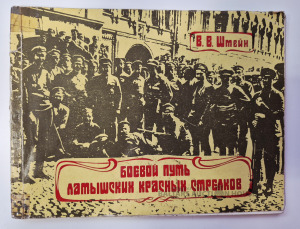 В. В. Штейн
БОЕВОЙ ПУТЬ
ЛАТЫШСКИХ КРАСНЫХ СТРЕЛКОВ